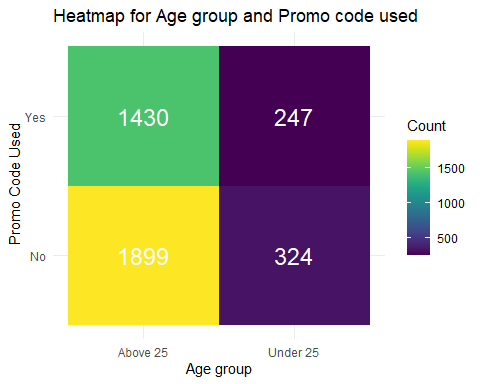 Heatmap for Age group and Promo code used
Promo Code Used
Yes
No
1430
247
1899
324
Above 25
Under 25
Age group
Count
1500
1000
500